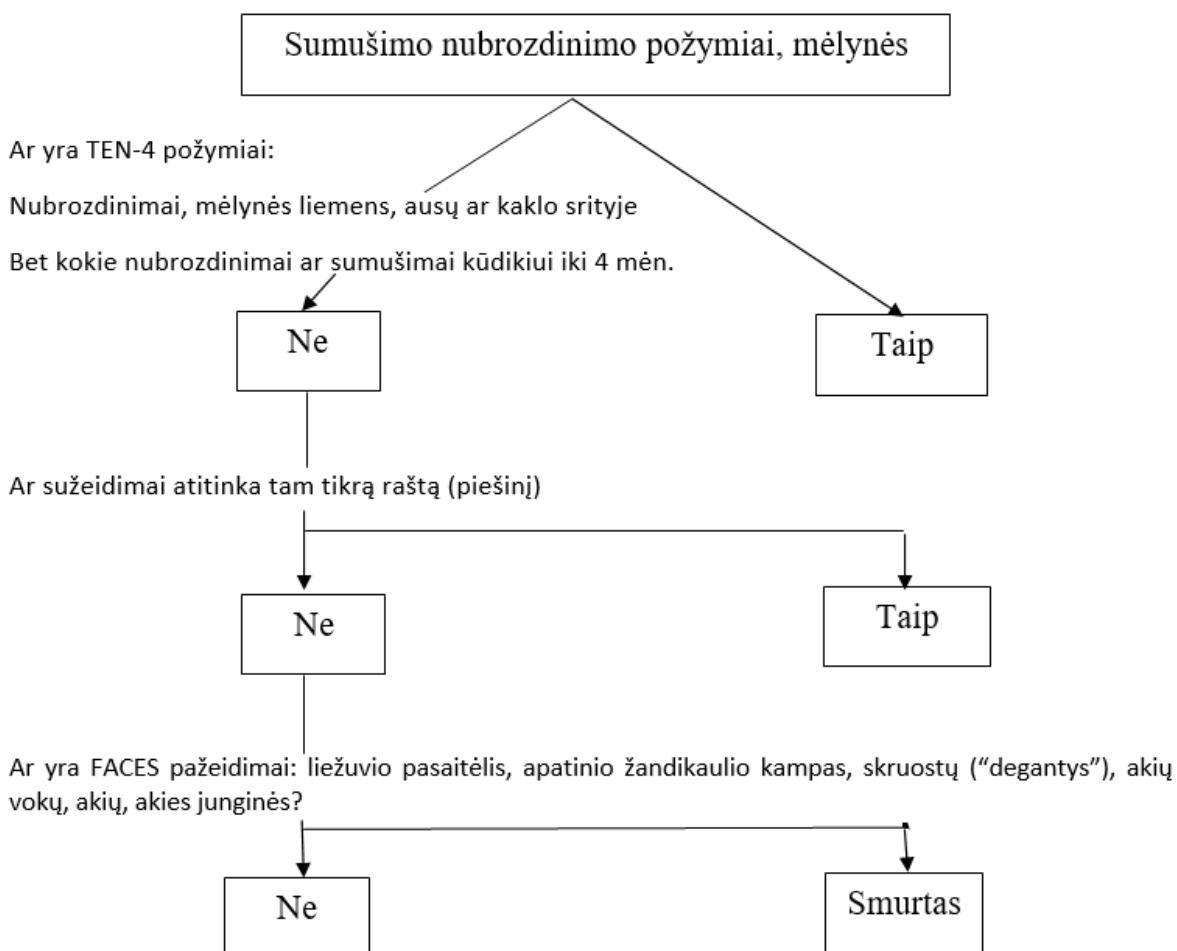 Sumušimo nubrozdinimo požymiai, mėlynės
Ar yra TEN-4 požymiai:
Nubrozdinimai, mėlynės liemens, ausų ar kaklo srityje
Bet kokie nubrozdinimai ar sumušimai kūdikiui iki 4 mėn.
Ne
Taip
Ar sužeidimai atitinka tam tikrą raštą (piešinį)
Ne
Taip
Ar yra FACES pažeidimai: liežuvio pasaitėlis, apatinio žandikaulio kampas, skruostų (“degantys”), akių
vokų, akių, akies junginės?
Ne
Smurtas